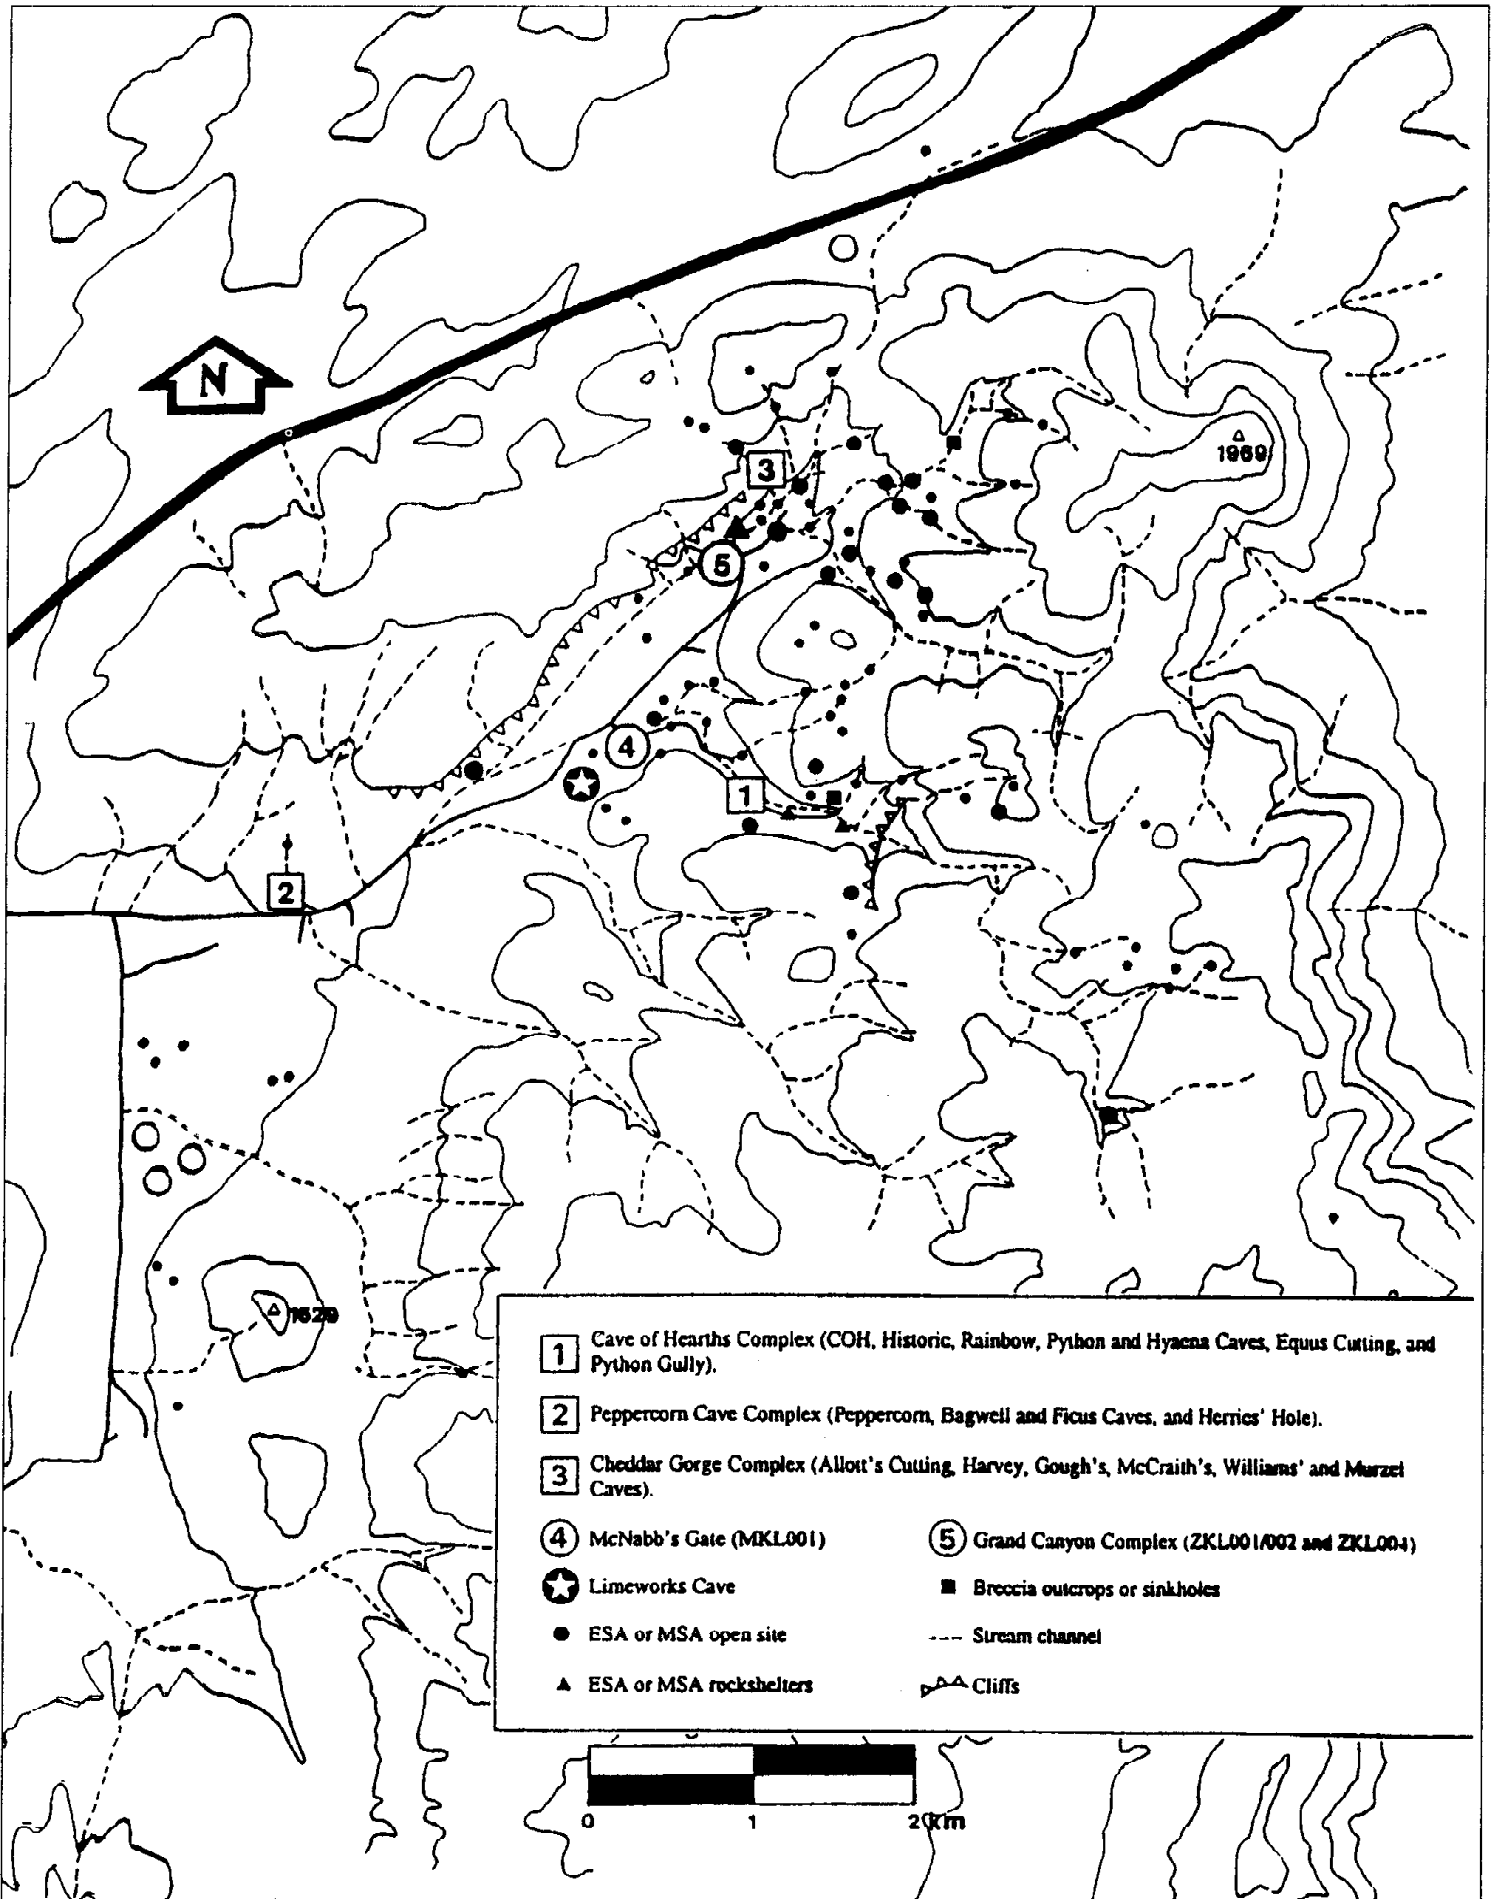 N
3
1969
5
4
1
2
1629
1 Cave of Hearths Complex (COH, Historic, Rainbow, Python and Hyaena Caves, Equus Cutting, and
Python Gully).
2 Peppercorn Cave Complex (Peppercorn, Bagwell and Ficus Caves, and Herries' Hole).
3 Cheddar Gorge Complex (Allott's Cutting, Harvey, Gough's, McCraith's, Williams' and Murzel
Caves).
4 McNabb's Gate (MKL001) 5 Grand Canyon Complex (ZKL001/002 and ZKL004)
Limeworks Cave Breccia outcrops or sinkholes
ESA or MSA open site Stream channel
ESA or MSA rockshelters Cliffs
0 1 2 km